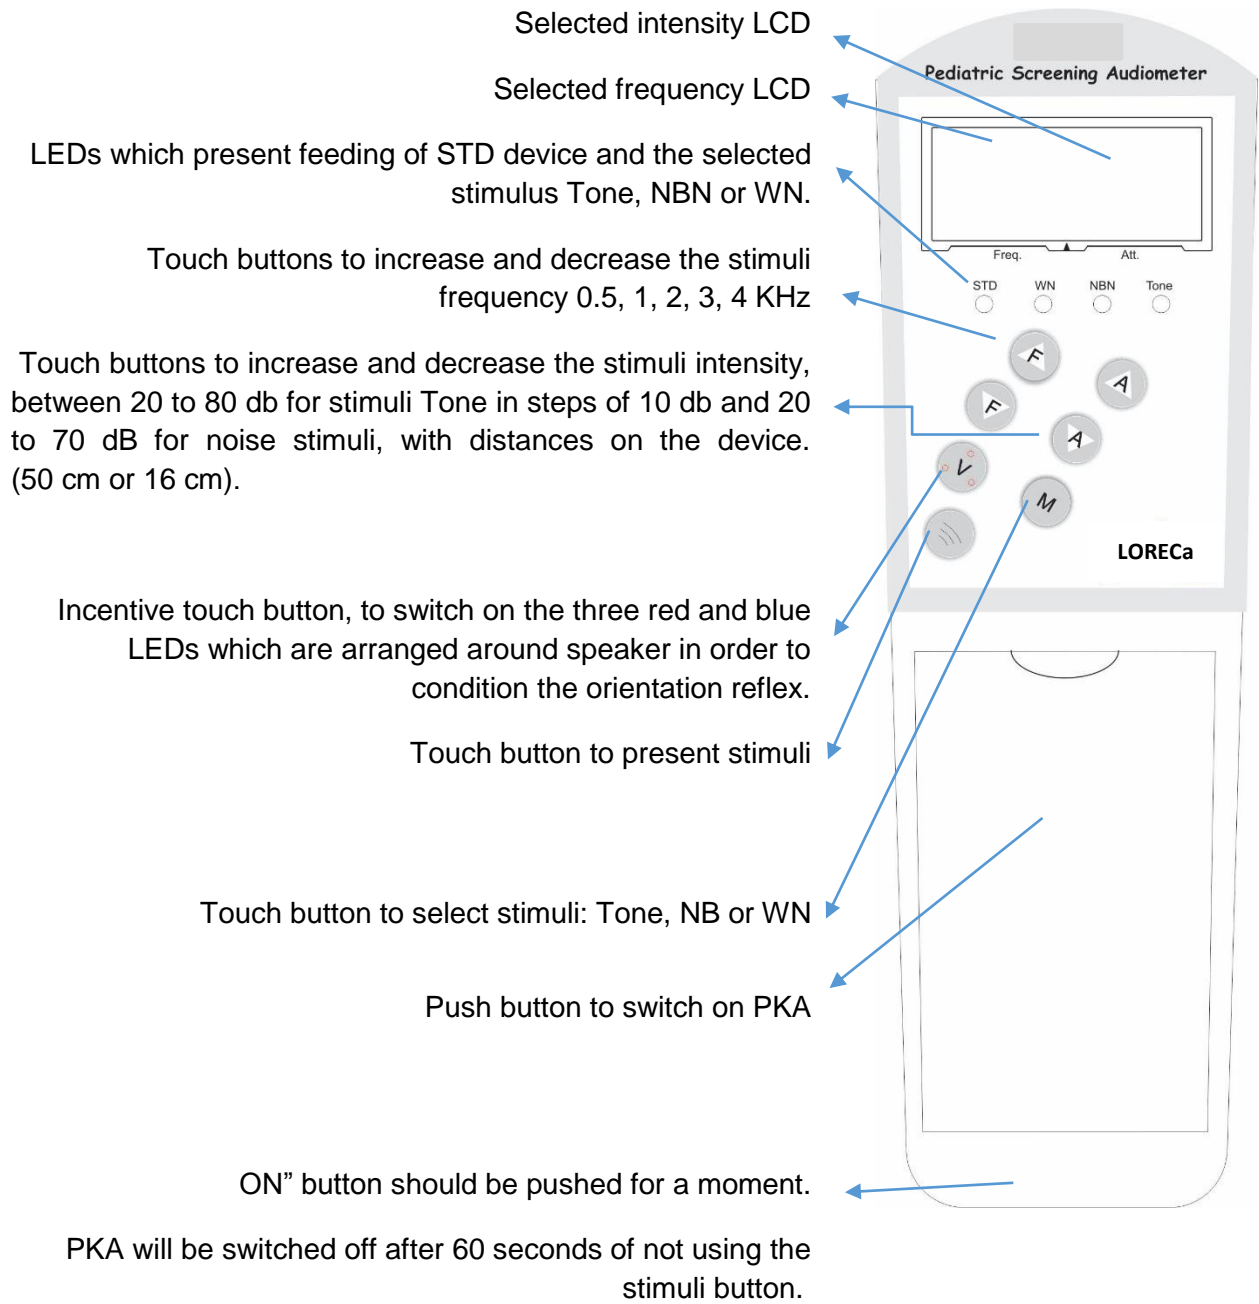 Selected intensity LCD
Selected frequency LCD
LEDs which present feeding of STD device and the selected
stimulus Tone, NBN or WN.
Touch buttons to increase and decrease the stimuli
frequency 0.5, 1, 2, 3, 4 KHz
Touch buttons to increase and decrease the stimuli intensity,
between 20 to 80 db for stimuli Tone in steps of 10 db and 20
to 70 dB for noise stimuli, with distances on the device.
(50 cm or 16 cm).
Incentive touch button, to switch on the three red and blue
LEDs which are arranged around speaker in order to
condition the orientation reflex.
Touch button to present stimuli
Touch button to select stimuli: Tone, NB or WN
Push button to switch on PKA
ON” button should be pushed for a moment.
PKA will be switched off after 60 seconds of not using the
stimuli button.
Pediatric Screening Audiometer
Freq. Att.
STD WN NBN Tone
F
A
F
A
V
M
LORECa